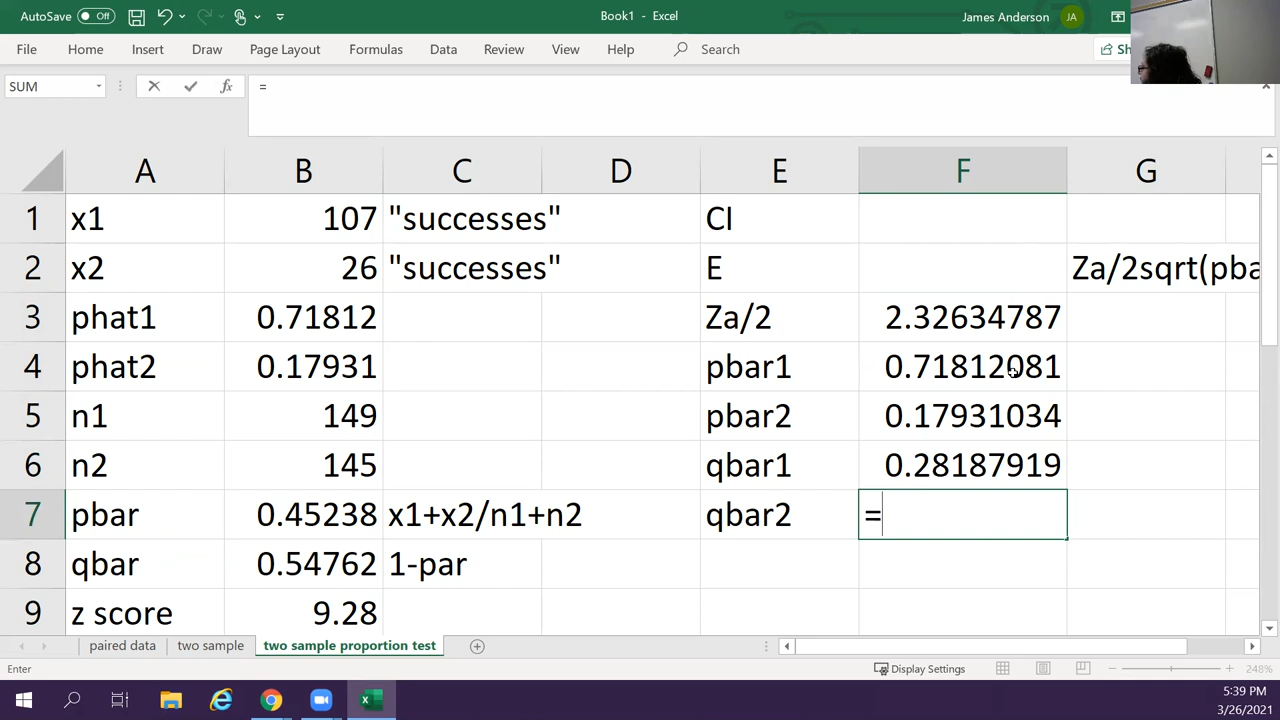 AutoSave Off Book1 - Excel James Anderson JA
File Home Insert Draw Page Layout Formulas Data Review View Help Search
SUM fx =
A B C D E F G
1 x1 107 "successes" CI
2 x2 26 "successes" E Za/2sqrt(pba
3 phat1 0.71812 Za/2 2.32634787
4 phat2 0.17931 pbar1 0.71812081
5 n1 149 pbar2 0.17931034
6 n2 145 qbar1 0.28187919
7 pbar 0.45238 x1+x2/n1+n2 qbar2 =
8 qbar 0.54762 1-par
9 z score 9.28
paired data two sample two sample proportion test
Enter Display Settings 248%
5:39 PM
3/26/2021